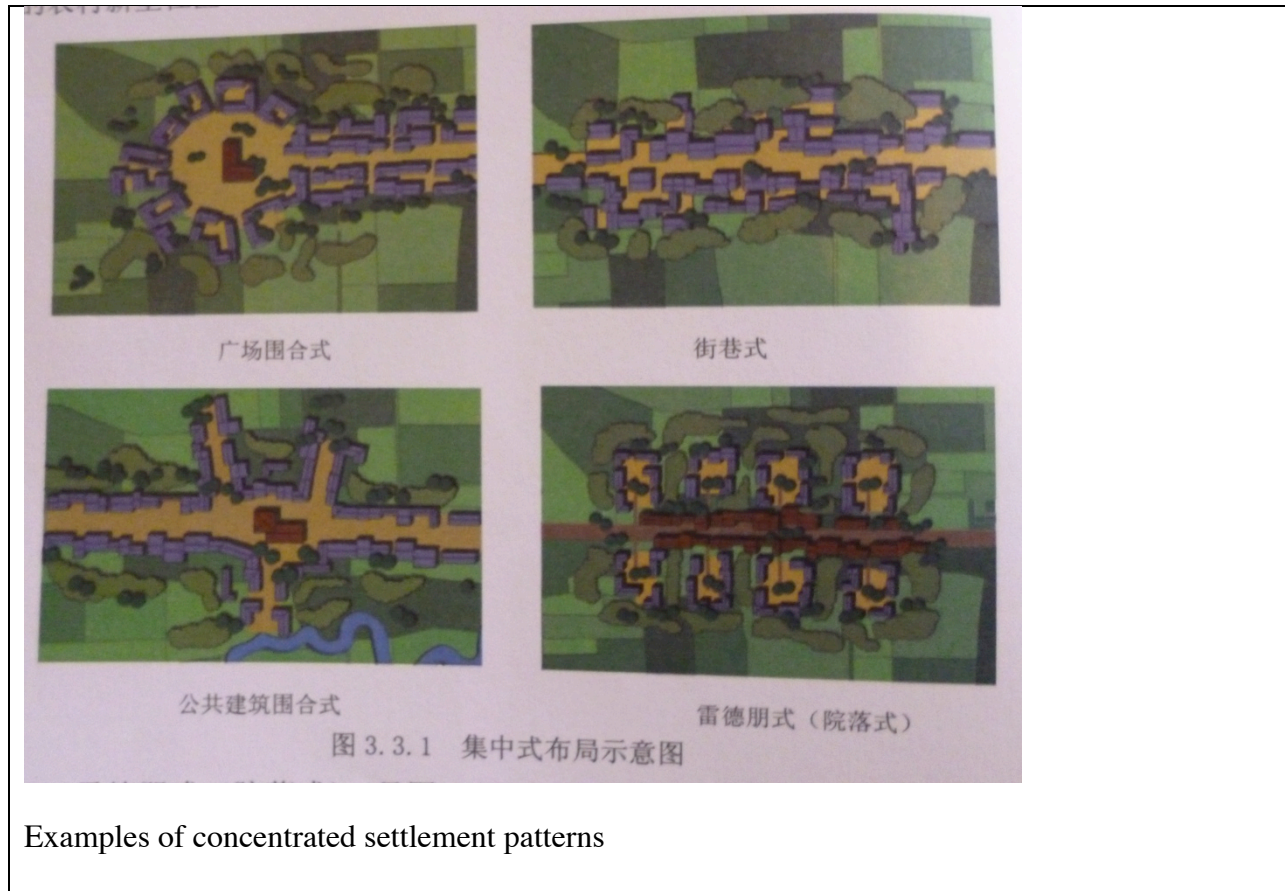 广场围合式
街巷式
公共建筑围合式
雷德朋式（院落式）
图 3.3.1 集中式布局示意图
Examples of concentrated settlement patterns